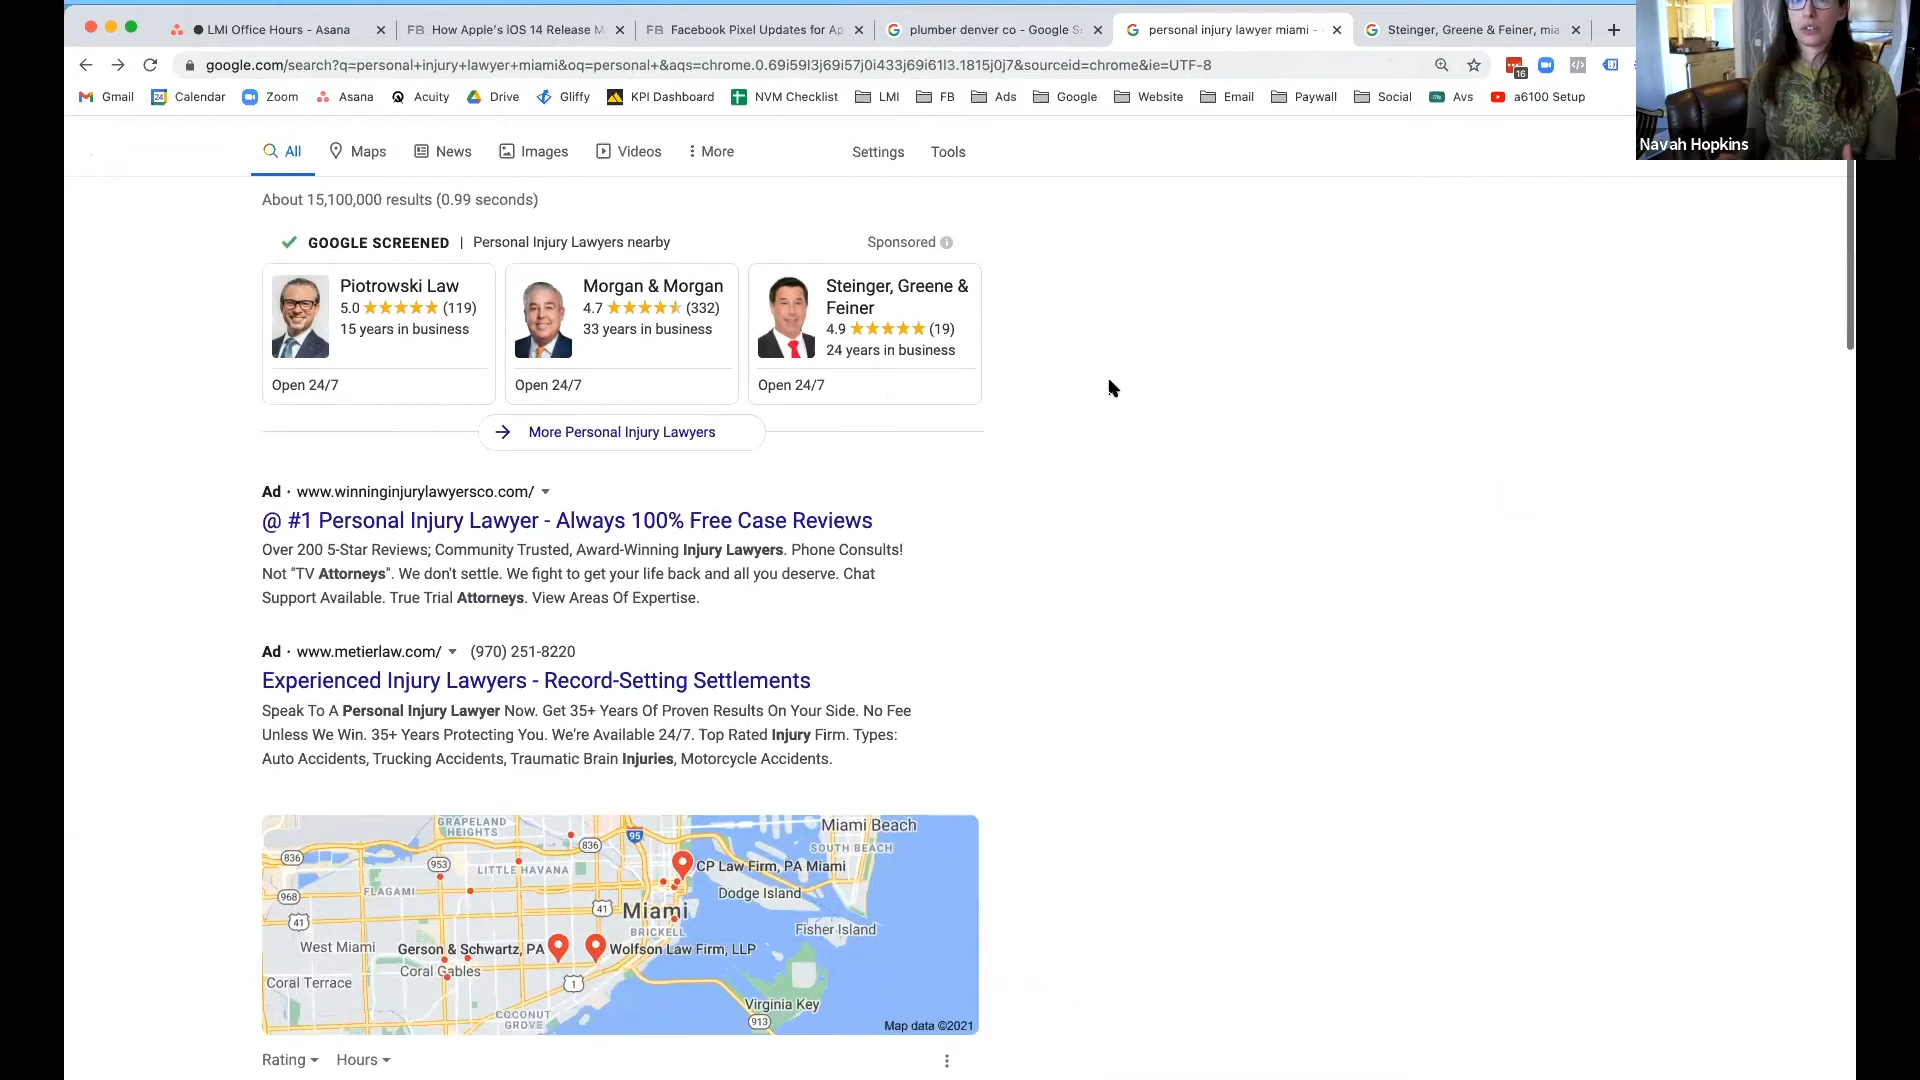 LMI Office Hours - Asana
FB How Apple's iOS 14 Release M
FB Facebook Pixel Updates for Ap
plumber denver co - Google S
personal injury lawyer miami -
Steinger, Greene & Feiner, mia
google.com/search?q=personal+injury+lawyer+miami&oq=personal+&aqs=chrome.0.69i59l3j69i57j0i433j69i61l3.1815j0j7&sourceid=chrome&ie=UTF-8
16
Gmail
24 Calendar
Zoom
Asana
Acuity
Drive
Gliffy
KPI Dashboard
NVM Checklist
LMI
FB
Ads
Google
Website
Email
Paywall
Social
Avs
a6100 Setup
Navah Hopkins
All Maps News Images Videos More Settings Tools
About 15,100,000 results (0.99 seconds)
GOOGLE SCREENED | Personal Injury Lawyers nearby
Sponsored
Piotrowski Law
5.0 (119)
15 years in business
Open 24/7
Morgan & Morgan
4.7 (332)
33 years in business
Open 24/7
Steinger, Greene &
Feiner
4.9 (19)
24 years in business
Open 24/7
More Personal Injury Lawyers
Ad · www.winninginjurylawyersco.com/
@ #1 Personal Injury Lawyer - Always 100% Free Case Reviews
Over 200 5-Star Reviews; Community Trusted, Award-Winning Injury Lawyers. Phone Consults!
Not "TV Attorneys". We don't settle. We fight to get your life back and all you deserve. Chat
Support Available. True Trial Attorneys. View Areas Of Expertise.
Ad · www.metierlaw.com/ (970) 251-8220
Experienced Injury Lawyers - Record-Setting Settlements
Speak To A Personal Injury Lawyer Now. Get 35+ Years Of Proven Results On Your Side. No Fee
Unless We Win. 35+ Years Protecting You. We're Available 24/7. Top Rated Injury Firm. Types:
Auto Accidents, Trucking Accidents, Traumatic Brain Injuries, Motorcycle Accidents.
GRAPELAND
HEIGHTS
95
836
Miami Beach
SOUTH BEACH
836
953
LITTLE HAVANA
CP Law Firm, PA Miami
FLAGAMI
Dodge Island
968
41
41
Miami
BRICKELL
Fisher Island
West Miami
Gerson & Schwartz, PA
Wolfson Law Firm, LLP
Coral Gables
Coral Terrace
1
Virginia Key
COCONUT
GROVE
913
Map data ©2021
Rating
Hours